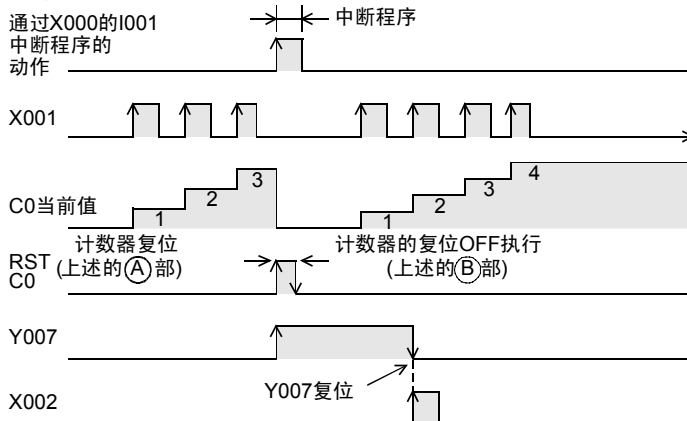 通过X000的I001
中断程序的
动作
中断程序
X001
C0当前值
1
2
3
1
2
3
4
计数器复位
(上述的Ⓐ部)
计数器的复位OFF执行
(上述的Ⓑ部)
RST
C0
Y007
Y007复位
X002